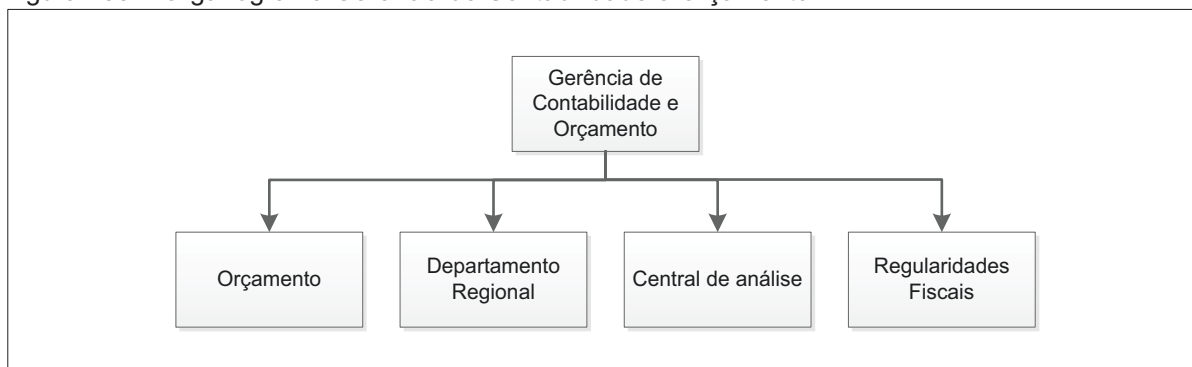 Gerência de
Contabilidade e
Orçamento
Orçamento
Departamento
Regional
Central de análise
Regularidades
Fiscais